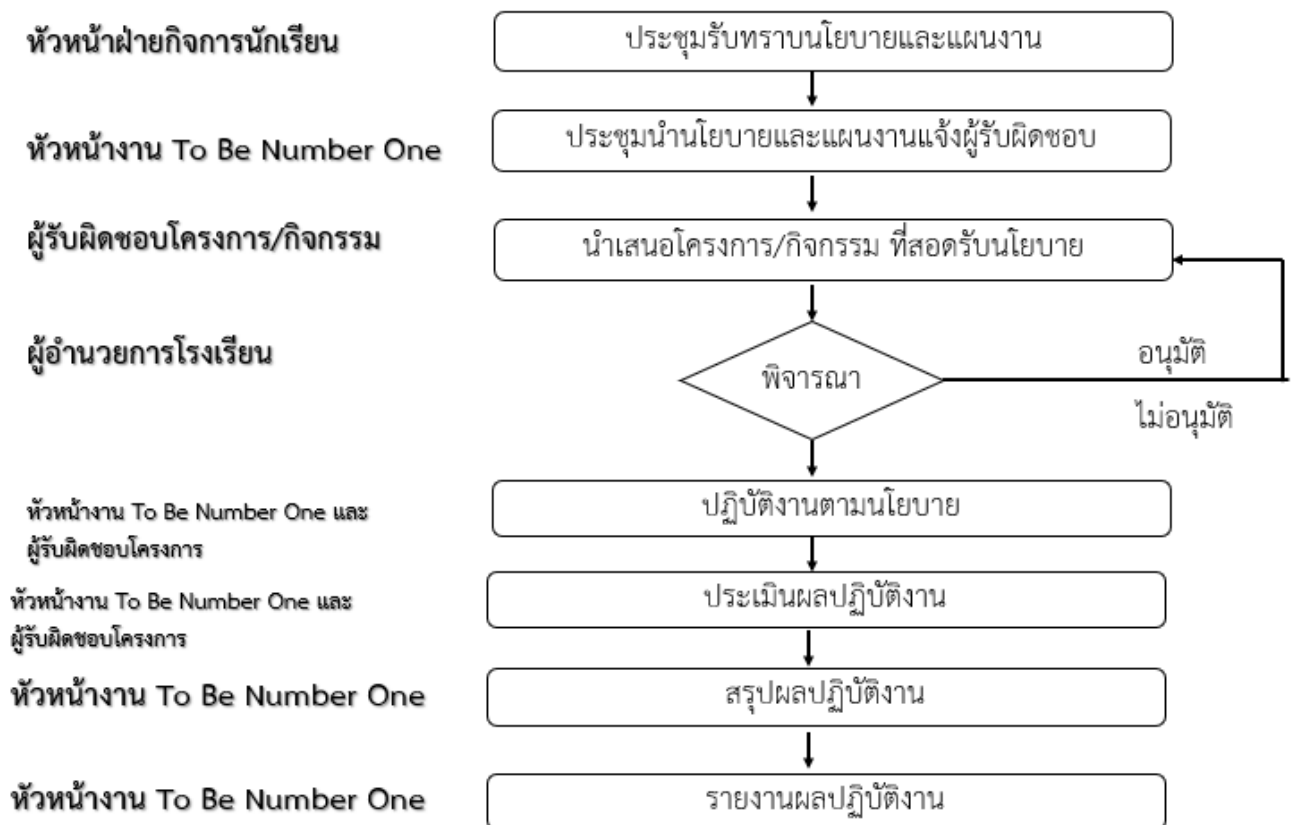 หัวหน้าฝ่ายกิจการนักเรียน
ประชุมรับทราบนโยบายและแผนงาน
หัวหน้างาน To Be Number One
ประชุมนำนโยบายและแผนงานแจ้งผู้รับผิดชอบ
ผู้รับผิดชอบโครงการ/กิจกรรม
นำเสนอโครงการ/กิจกรรม ที่สอดรับนโยบาย
ผู้อำนวยการโรงเรียน
พิจารณา
อนุมัติ
ไม่อนุมัติ
หัวหน้างาน To Be Number One และ
ผู้รับผิดชอบโครงการ
ปฏิบัติงานตามนโยบาย
หัวหน้างาน To Be Number One และ
ผู้รับผิดชอบโครงการ
ประเมินผลปฏิบัติงาน
หัวหน้างาน To Be Number One
สรุปผลปฏิบัติงาน
หัวหน้างาน To Be Number One
รายงานผลปฏิบัติงาน